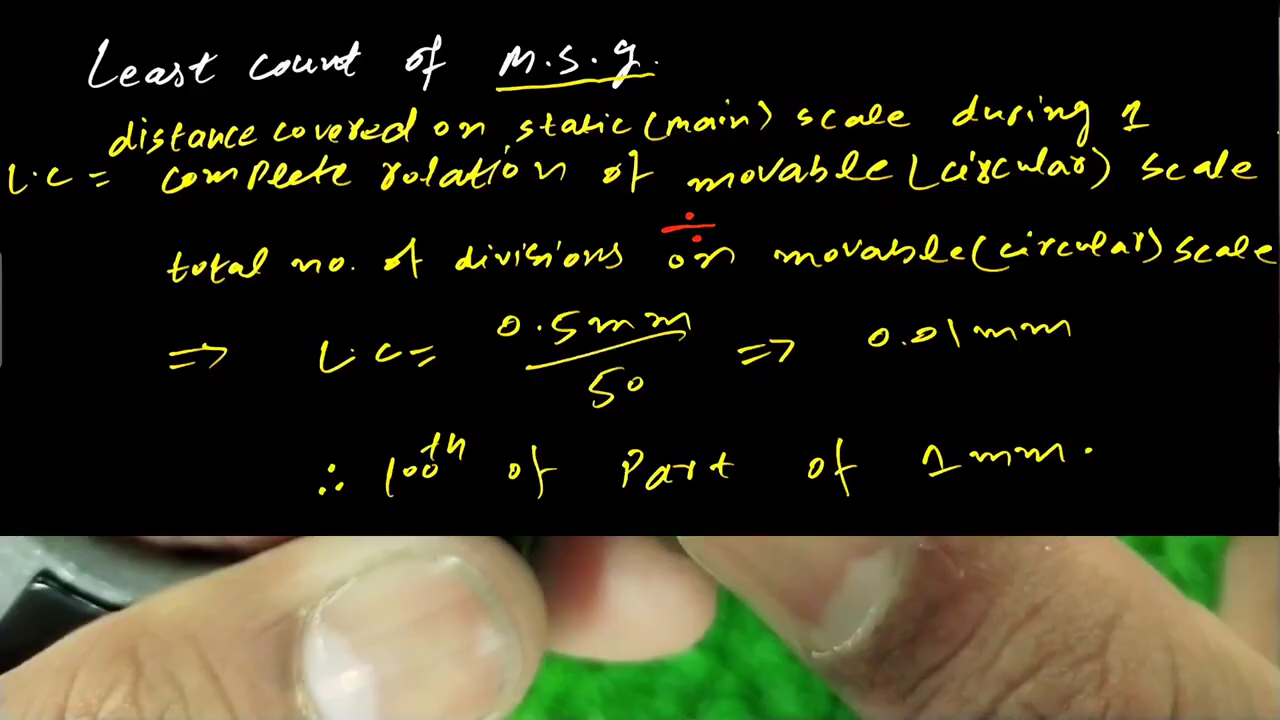 Least count of M.S.g.
distance covered on static(main) scale during 1
L.C = complete rotation of movable(circular) scale
÷
total no. of divisions on movable(circular) scale
=> L.C = 0.5mm/50 => 0.01mm
∴ 100th of Part of 1mm.